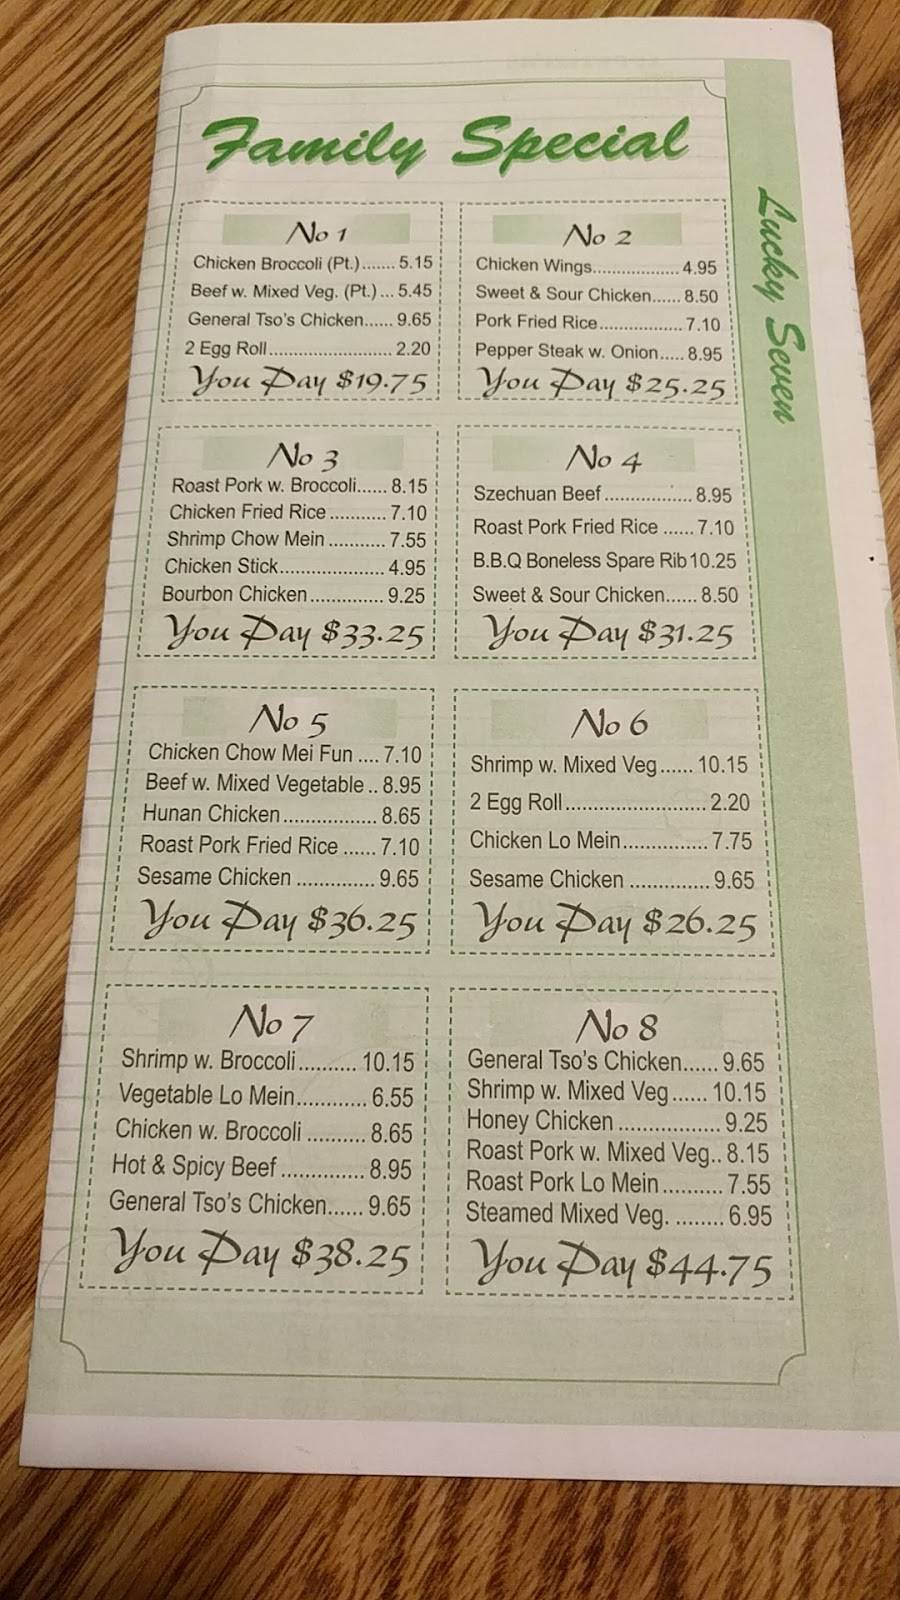 Family Special
Lucky Seven
No 1
Chicken Broccoli (Pt.)....... 5.15
Beef w. Mixed Veg. (Pt.)... 5.45
General Tso's Chicken...... 9.65
2 Egg Roll............................ 2.20
You Pay $19.75
No 2
Chicken Wings.................. 4.95
Sweet & Sour Chicken...... 8.50
Pork Fried Rice.................. 7.10
Pepper Steak w. Onion..... 8.95
You Pay $25.25
No 3
Roast Pork w. Broccoli...... 8.15
Chicken Fried Rice ........... 7.10
Shrimp Chow Mein ........... 7.55
Chicken Stick.................... 4.95
Bourbon Chicken.............. 9.25
You Pay $33.25
No 4
Szechuan Beef ................. 8.95
Roast Pork Fried Rice ...... 7.10
B.B.Q Boneless Spare Rib 10.25
Sweet & Sour Chicken...... 8.50
You Pay $31.25
No 5
Chicken Chow Mei Fun .... 7.10
Beef w. Mixed Vegetable .. 8.95
Hunan Chicken................. 8.65
Roast Pork Fried Rice ...... 7.10
Sesame Chicken .............. 9.65
You Pay $36.25
No 6
Shrimp w. Mixed Veg...... 10.15
2 Egg Roll......................... 2.20
Chicken Lo Mein............... 7.75
Sesame Chicken .............. 9.65
You Pay $26.25
No 7
Shrimp w. Broccoli.......... 10.15
Vegetable Lo Mein............ 6.55
Chicken w. Broccoli .......... 8.65
Hot & Spicy Beef .............. 8.95
General Tso's Chicken...... 9.65
You Pay $38.25
No 8
General Tso's Chicken...... 9.65
Shrimp w. Mixed Veg...... 10.15
Honey Chicken ................. 9.25
Roast Pork w. Mixed Veg.. 8.15
Roast Pork Lo Mein.......... 7.55
Steamed Mixed Veg. ........ 6.95
You Pay $44.75